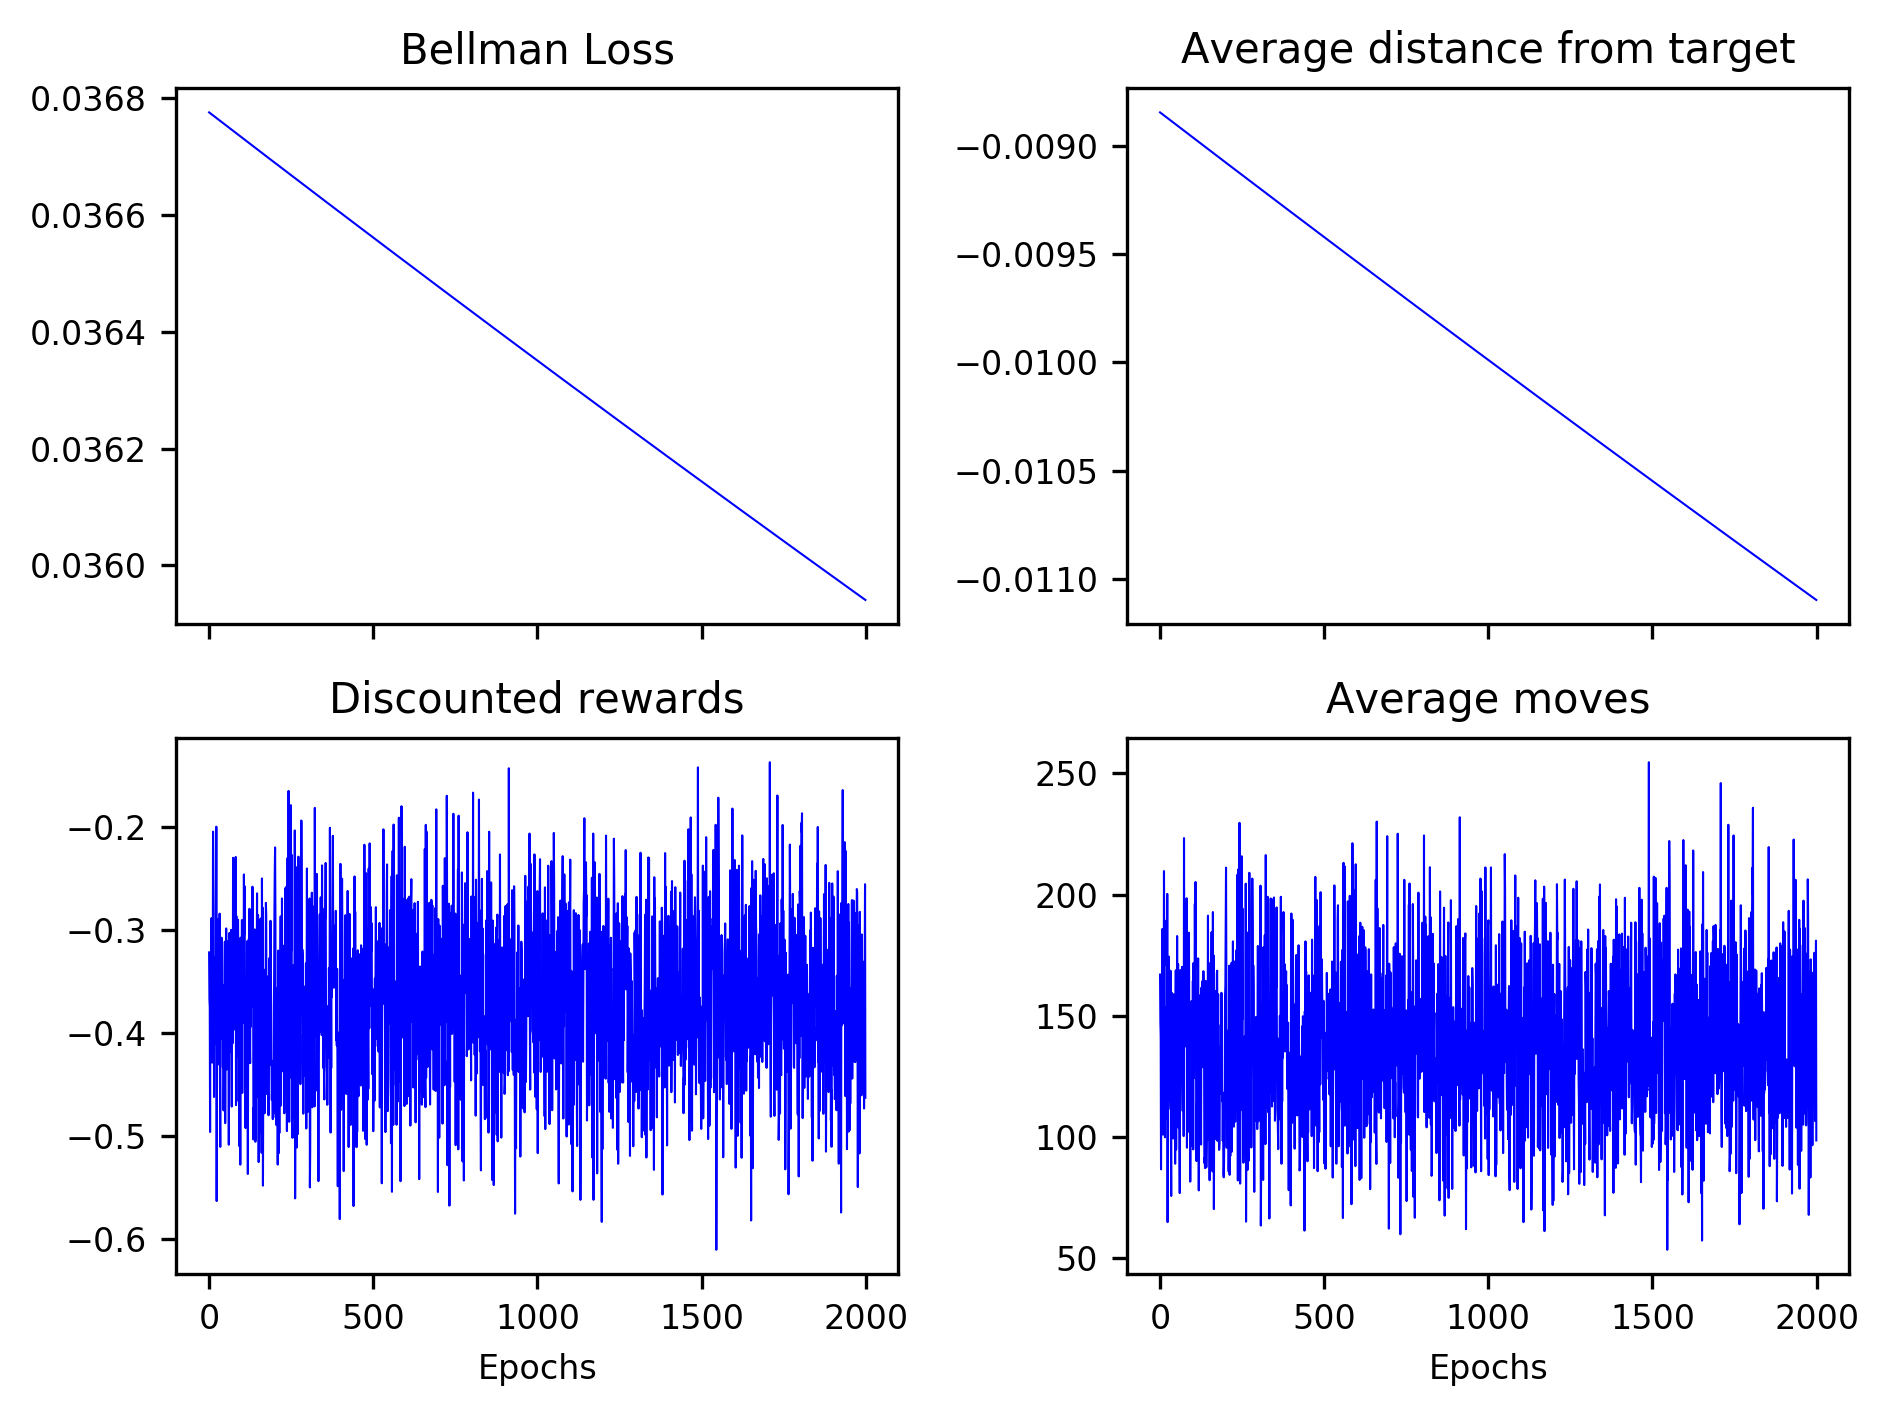 Bellman Loss
0.0368
0.0366
0.0364
0.0362
0.0360
Average distance from target
−0.0090
−0.0095
−0.0100
−0.0105
−0.0110
Discounted rewards
−0.2
−0.3
−0.4
−0.5
−0.6
0 500 1000 1500 2000
Epochs
Average moves
250
200
150
100
50
0 500 1000 1500 2000
Epochs